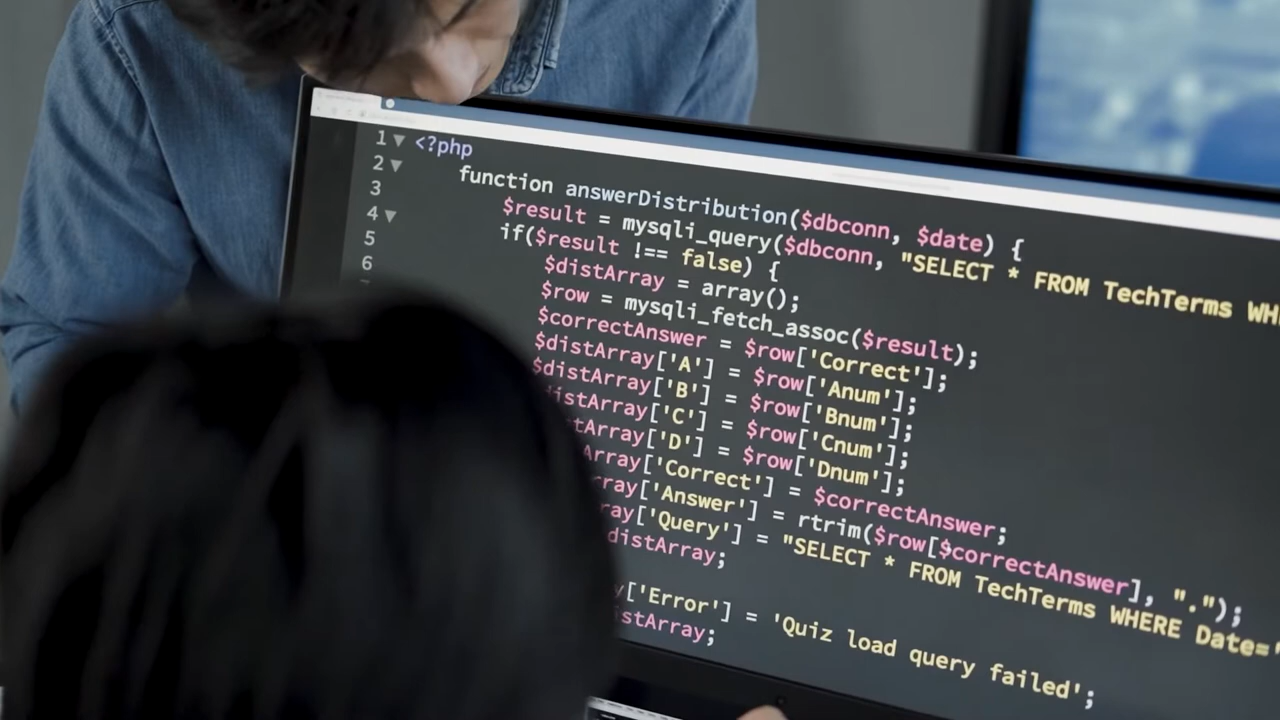 1 <?php
2 function answerDistribution($dbconn, $date) {
3 $result = mysqli_query($dbconn, "SELECT * FROM TechTerms WH
4 if($result !== false) {
5 $distArray = array();
6 $row = mysqli_fetch_assoc($result);
$correctAnswer = $row['Correct'];
$distArray['A'] = $row['Anum'];
$distArray['B'] = $row['Bnum'];
istArray['C'] = $row['Cnum'];
tArray['D'] = $row['Dnum'];
Array['Correct'] = $correctAnswer;
ray['Answer'] = rtrim($row[$correctAnswer], ".");
ay['Query'] = "SELECT * FROM TechTerms WHERE Date='
distArray;
y['Error'] = 'Quiz load query failed';
istArray;